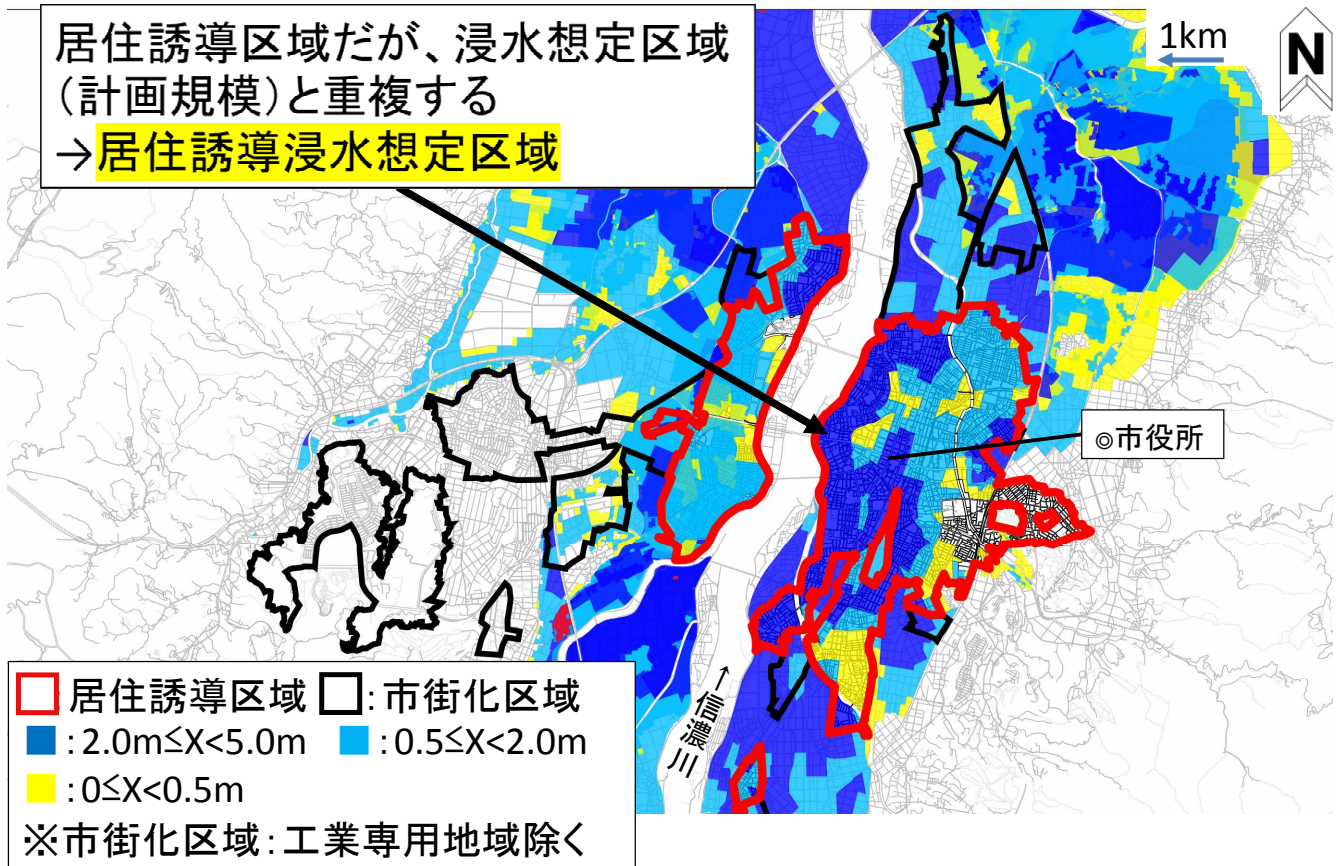 居住誘導区域だが、浸水想定区域
（計画規模）と重複する
→居住誘導浸水想定区域
1km
N
◎市役所
↑信濃川
居住誘導区域 :市街化区域
:2.0m≤X<5.0m :0.5≤X<2.0m
:0≤X<0.5m
※市街化区域:工業専用地域除く